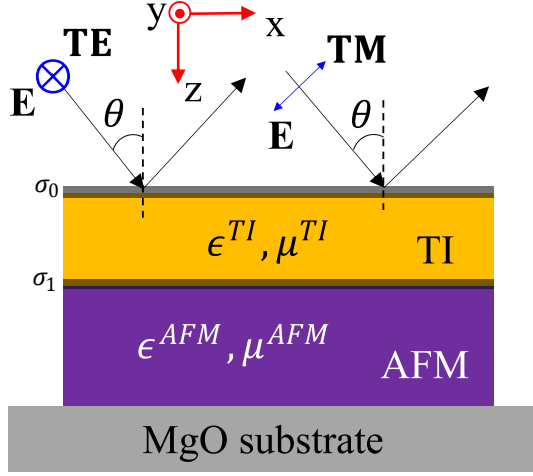 y
x
z
TE
E
θ
TM
E
θ
σ₀
ϵᵀᴵ, μᵀᴵ
TI
σ₁
ϵᴬᶠᴹ, μᴬᶠᴹ
AFM
MgO substrate